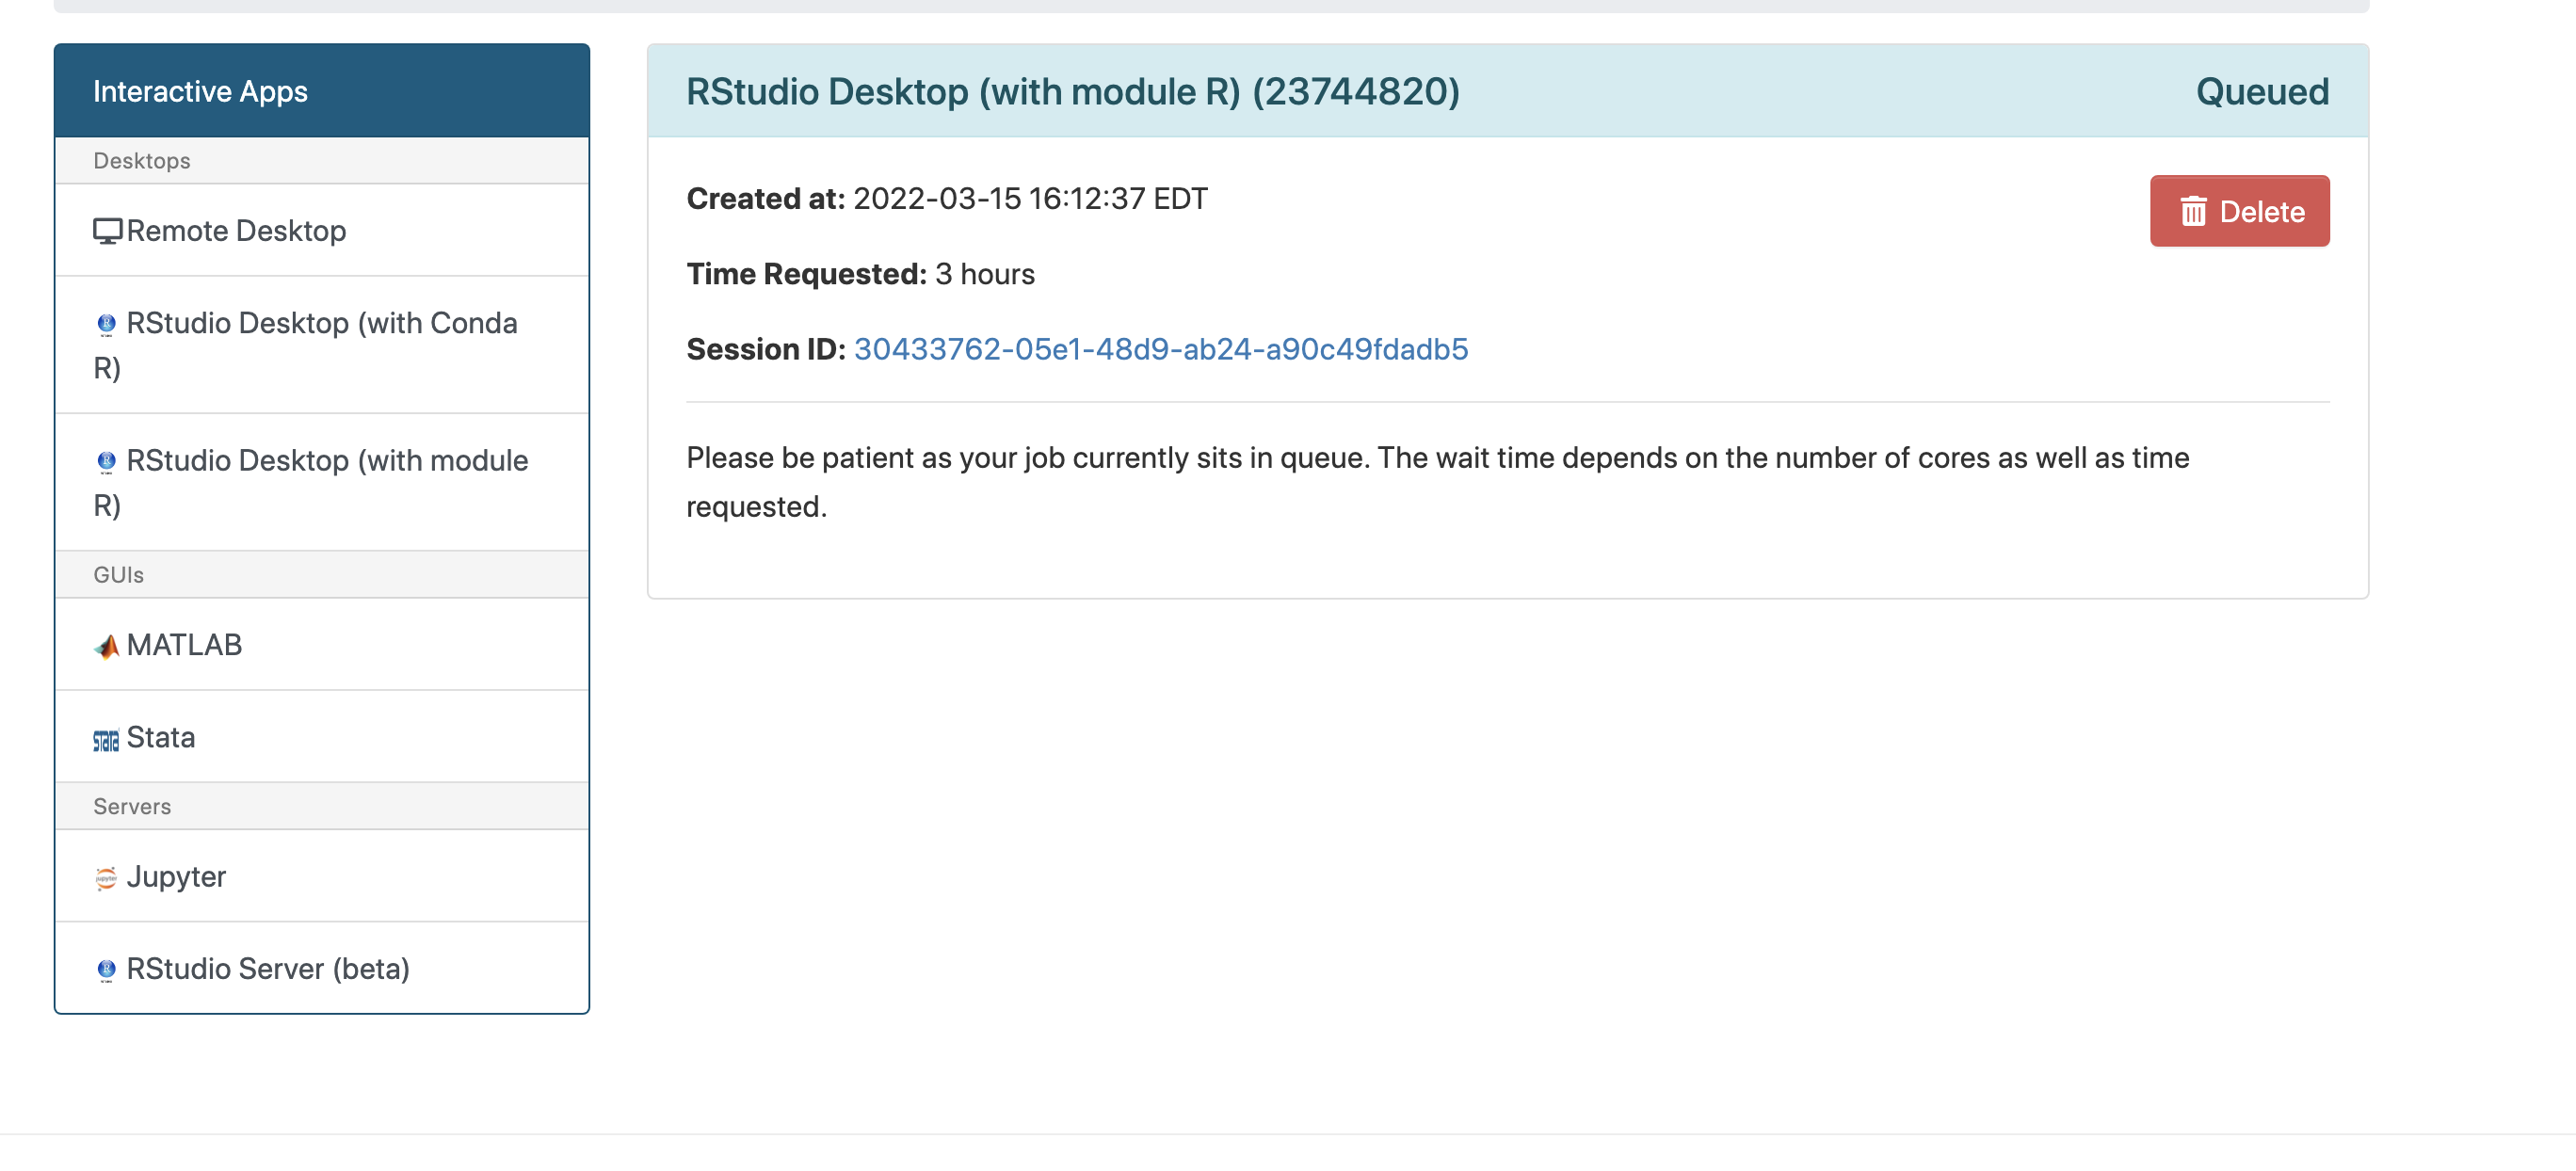 Interactive Apps
Desktops
Remote Desktop
RStudio Desktop (with Conda
R)
RStudio Desktop (with module
R)
GUIs
MATLAB
STATA Stata
Servers
jupyter Jupyter
RStudio Server (beta)
RStudio Desktop (with module R) (23744820)
Queued
Created at: 2022-03-15 16:12:37 EDT
Delete
Time Requested: 3 hours
Session ID: 30433762-05e1-48d9-ab24-a90c49fdadb5
Please be patient as your job currently sits in queue. The wait time depends on the number of cores as well as time
requested.